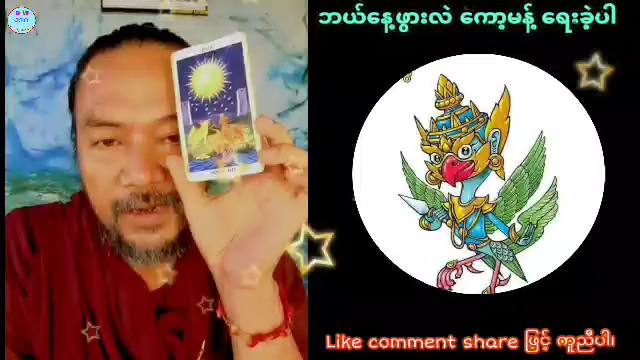 ဘယ်နေ့ဖွားလဲ ကော့မန့် ရေးခဲ့ပါ
Like comment share ဖြင့် ကူညီပါ၊